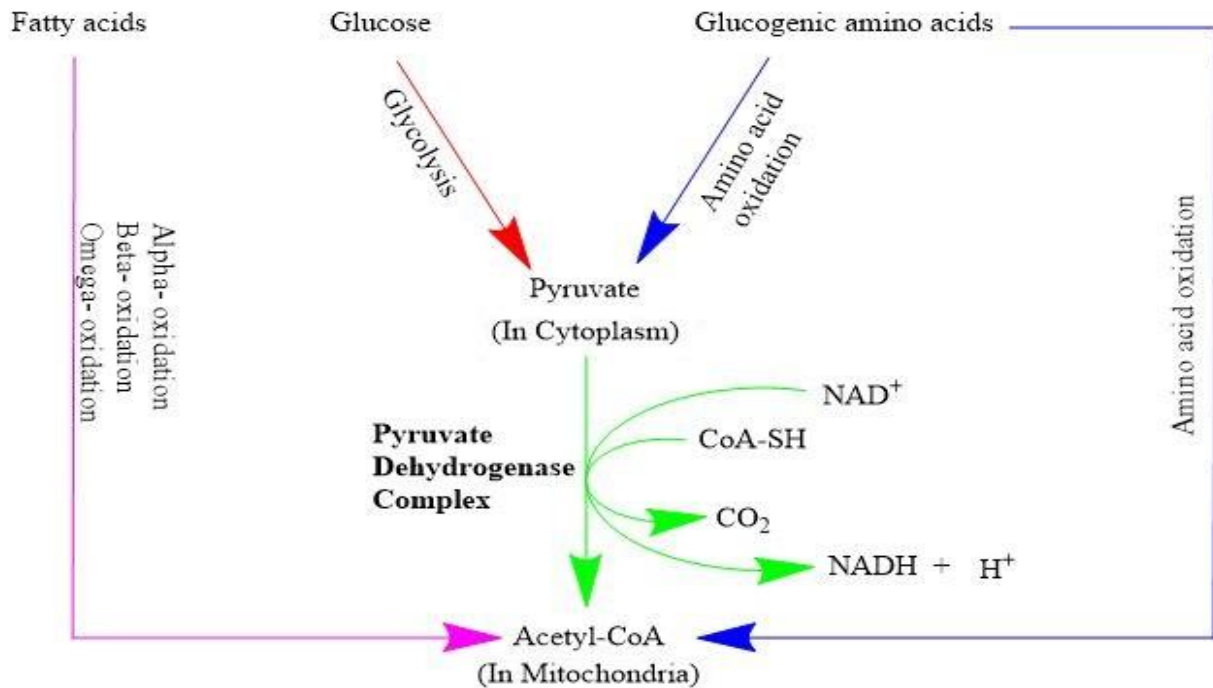 Fatty acids
Glucose
Glucogenic amino acids
Glycolysis
Amino acid
oxidation
Alpha- oxidation
Beta- oxidation
Omega- oxidation
Amino acid oxidation
Pyruvate
(In Cytoplasm)
NAD⁺
CoA-SH
Pyruvate
Dehydrogenase
Complex
CO₂
NADH + H⁺
Acetyl-CoA
(In Mitochondria)